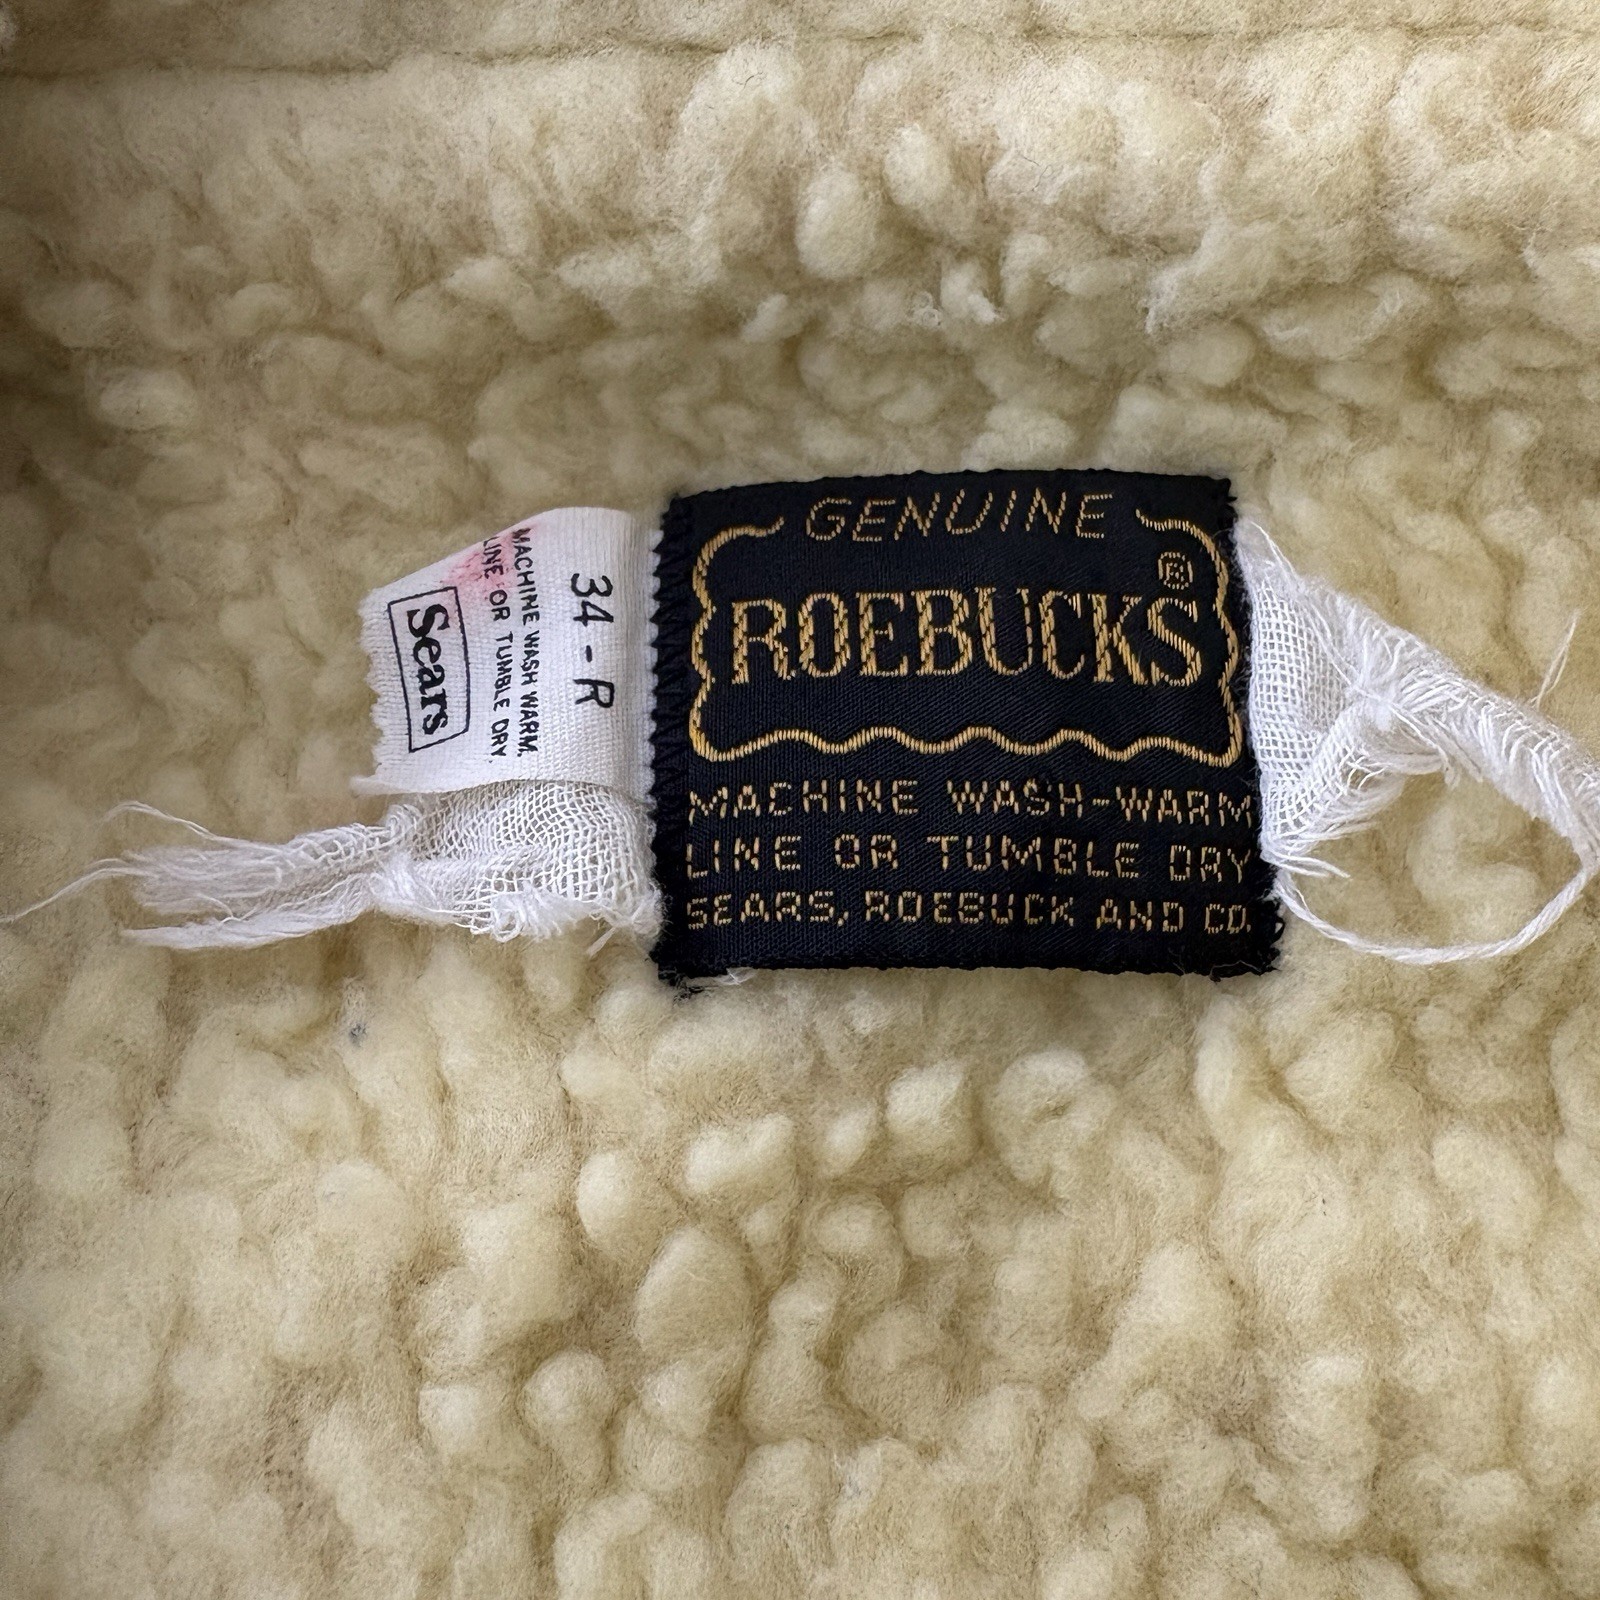 34-R
MACHINE WASH WARM,
LINE OR TUMBLE DRY.
Sears
GENUINE
ROEBUCKS®
MACHINE WASH-WARM
LINE OR TUMBLE DRY
SEARS, ROEBUCK AND CO.